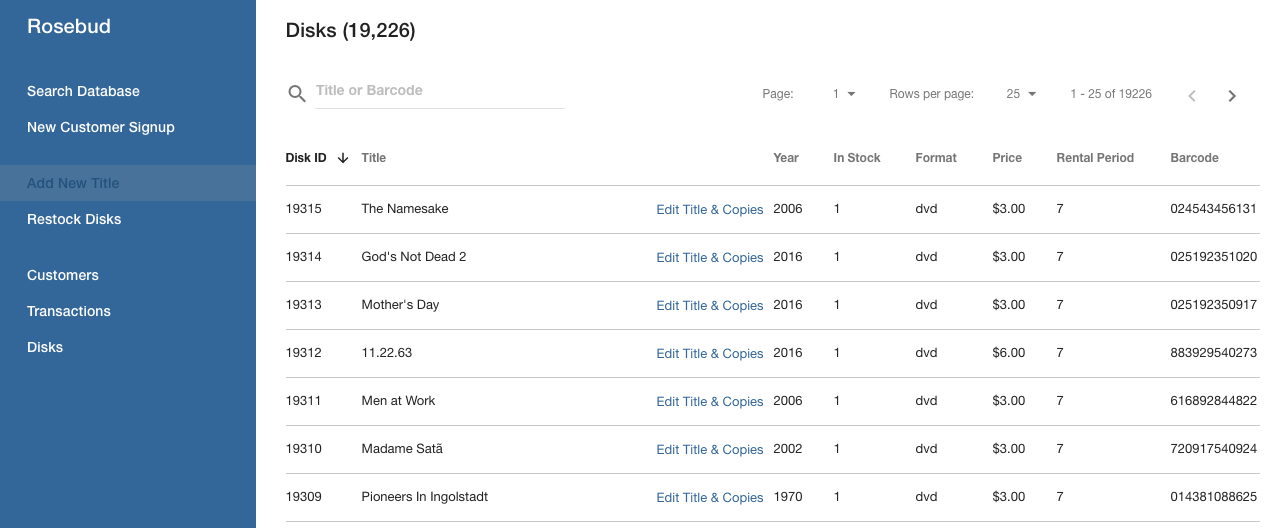 Rosebud
Search Database
New Customer Signup
Add New Title
Restock Disks
Customers
Transactions
Disks
Disks (19,226)
Title or Barcode Page: 1 Rows per page: 25 1 - 25 of 19226
Disk ID Title Year In Stock Format Price Rental Period Barcode
19315 The Namesake Edit Title & Copies 2006 1 dvd $3.00 7 024543456131
19314 God's Not Dead 2 Edit Title & Copies 2016 1 dvd $3.00 7 025192351020
19313 Mother's Day Edit Title & Copies 2016 1 dvd $3.00 7 025192350917
19312 11.22.63 Edit Title & Copies 2016 1 dvd $6.00 7 883929540273
19311 Men at Work Edit Title & Copies 2006 1 dvd $3.00 7 616892844822
19310 Madame Satã Edit Title & Copies 2002 1 dvd $3.00 7 720917540924
19309 Pioneers In Ingolstadt Edit Title & Copies 1970 1 dvd $3.00 7 014381088625